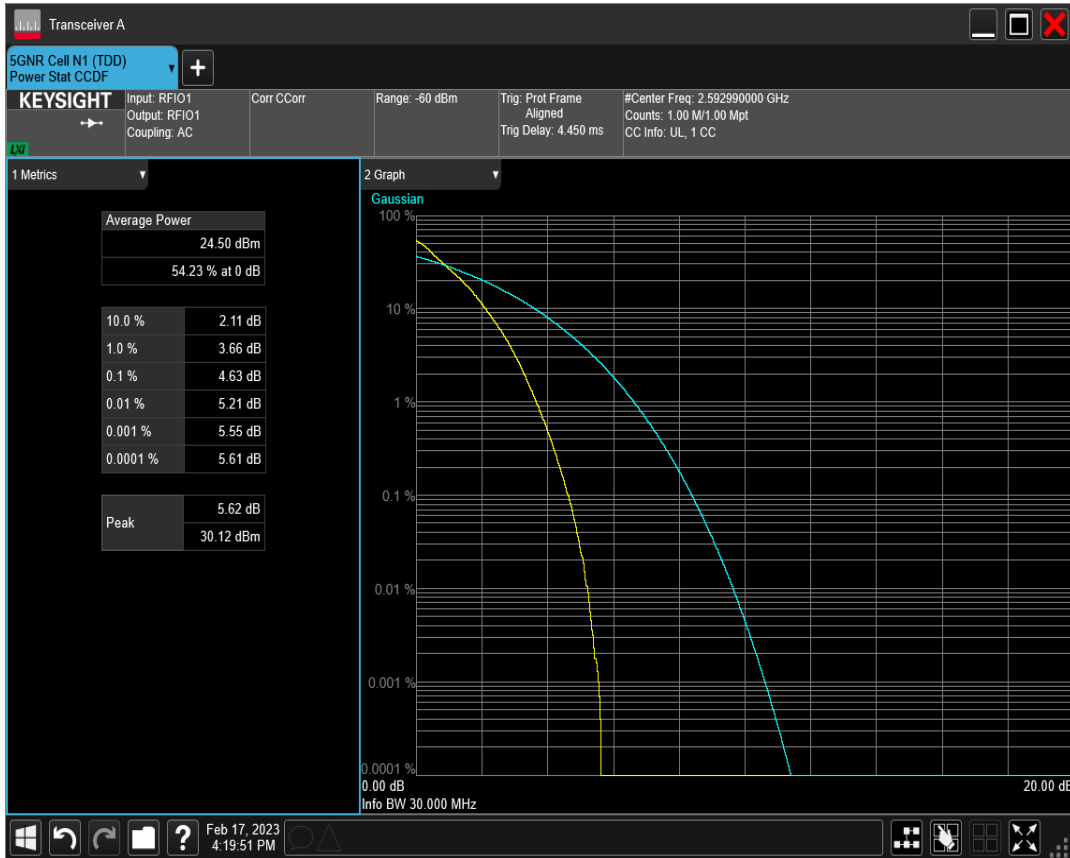 Transceiver A
5GNR Cell N1 (TDD)
Power Stat CCDF
+
KEYSIGHT
LXI
Input: RFIO1
Output: RFIO1
Coupling: AC
Corr CCorr
Range: -60 dBm
Trig: Prot Frame
Aligned
Trig Delay: 4.450 ms
#Center Freq: 2.592990000 GHz
Counts: 1.00 M/1.00 Mpt
CC Info: UL, 1 CC
1 Metrics
Average Power
24.50 dBm
54.23 % at 0 dB
10.0 % 2.11 dB
1.0 % 3.66 dB
0.1 % 4.63 dB
0.01 % 5.21 dB
0.001 % 5.55 dB
0.0001 % 5.61 dB
Peak 5.62 dB
30.12 dBm
2 Graph
Gaussian
100 %
10 %
1 %
0.1 %
0.01 %
0.001 %
0.0001 %
0.00 dB 20.00 dB
Info BW 30.000 MHz
?
Feb 17, 2023
4:19:51 PM